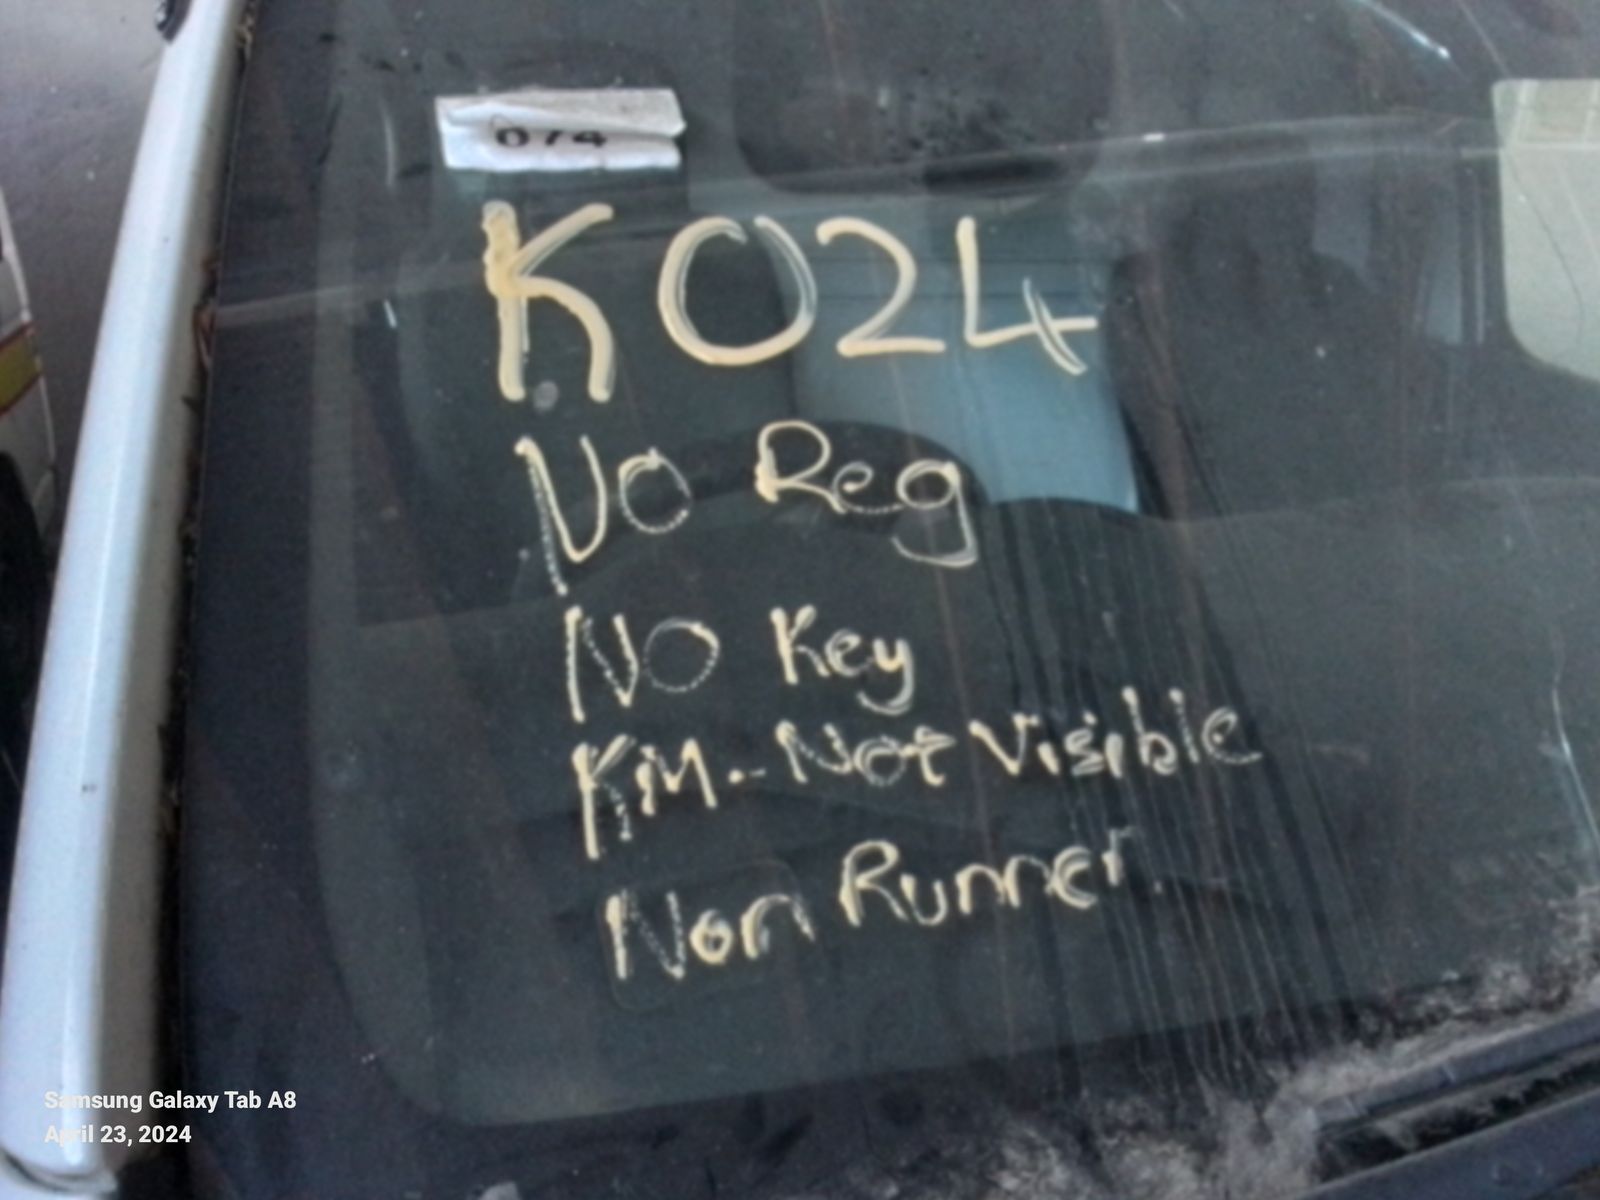 074
K024
No Reg
No Key
KM - Not Visible
Non Runner
Samsung Galaxy Tab A8
April 23, 2024